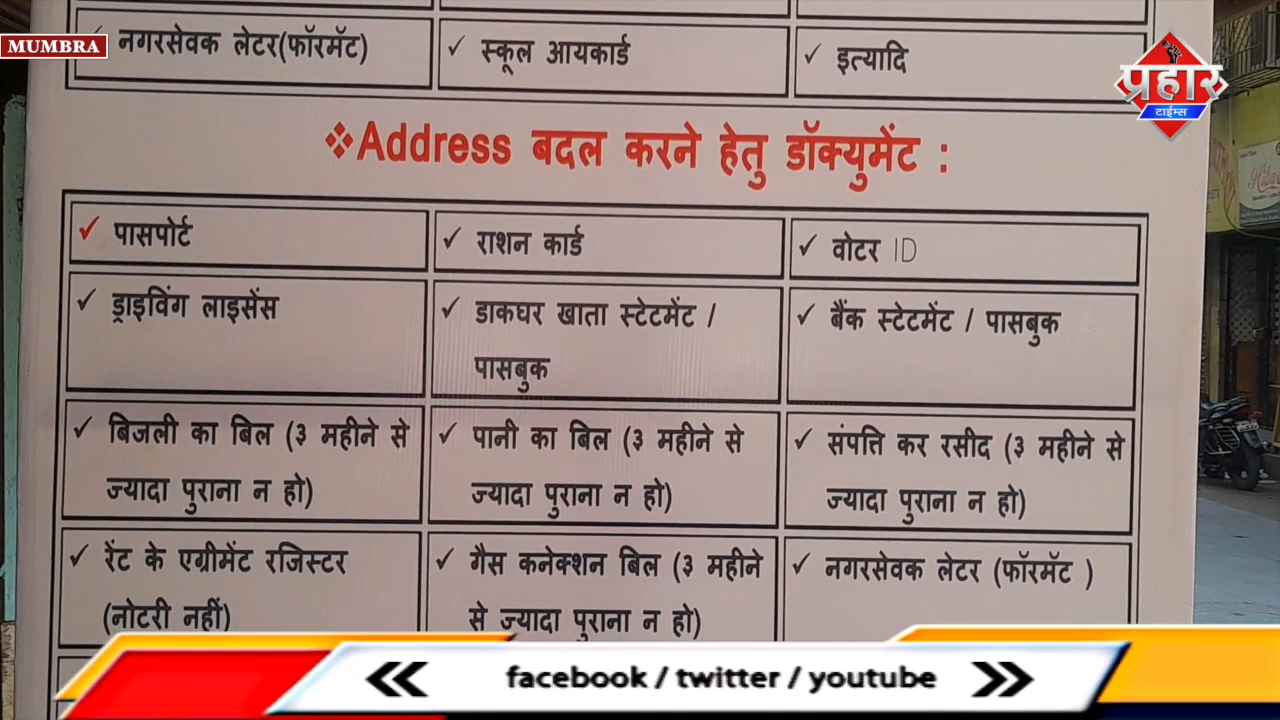 MUMBRA
✓ नगरसेवक लेटर(फॉरमॅट)
✓ स्कूल आयकार्ड
✓ इत्यादि
प्रहार
टाईम्स
❖Address बदल करने हेतु डॉक्युमेंट :
✓ पासपोर्ट
✓ राशन कार्ड
✓ वोटर ID
✓ ड्राइविंग लाइसेंस
✓ डाकघर खाता स्टेटमेंट /
पासबुक
✓ बैंक स्टेटमेंट / पासबुक
✓ बिजली का बिल (३ महीने से
ज्यादा पुराना न हो)
✓ पानी का बिल (३ महीने से
ज्यादा पुराना न हो)
✓ संपत्ति कर रसीद (३ महीने से
ज्यादा पुराना न हो)
✓ रेंट के एग्रीमेंट रजिस्टर
(नोटरी नहीं)
✓ गैस कनेक्शन बिल (३ महीने
से ज्यादा पुराना न हो)
✓ नगरसेवक लेटर (फॉरमॅट )
facebook / twitter / youtube